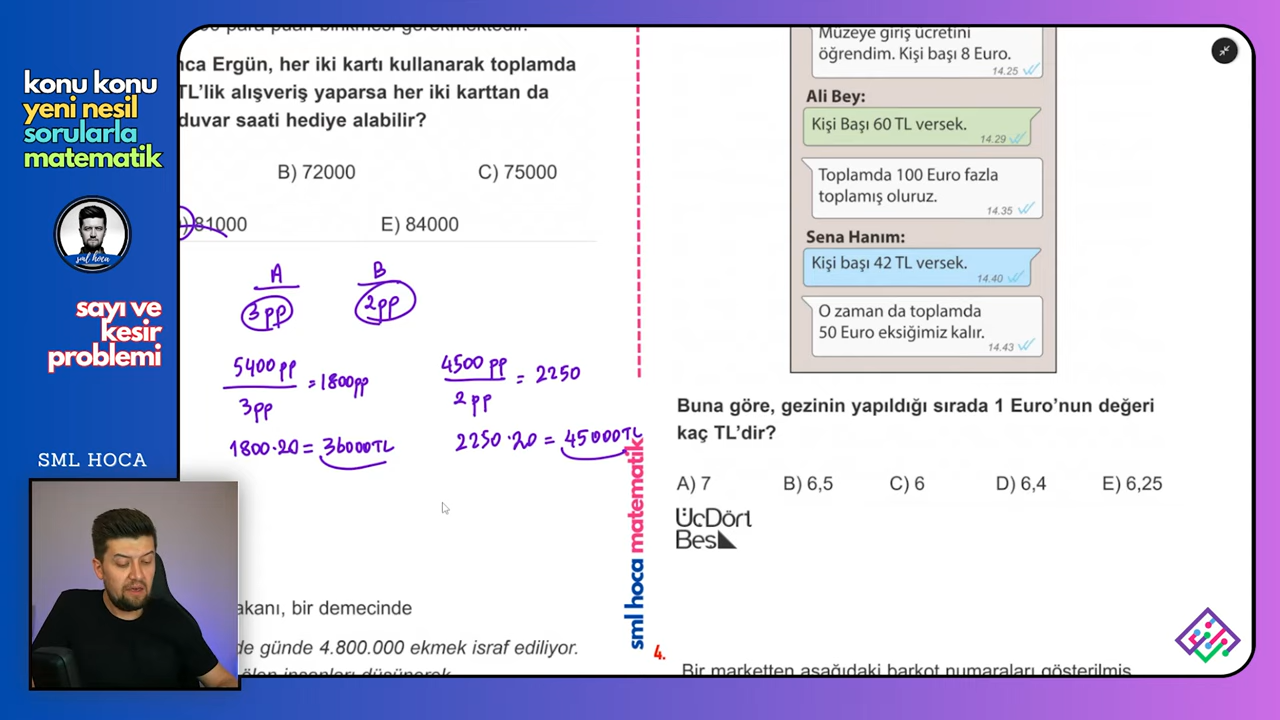 konu konu
yeni nesil
sorularla
matematik
sml hoca
sayı ve
kesir
problemi
SML HOCA
para puan birikmesi gerekmektedir.
nca Ergün, her iki kartı kullanarak toplamda
TL'lik alışveriş yaparsa her iki karttan da
duvar saati hediye alabilir?
B) 72000
C) 75000
) 81000
E) 84000
A
B
3pp
2pp
5400pp
3pp
=1800pp
1800·20 = 36000TL
4500pp
2pp
= 2250
2250·20 = 45000TL
akanı, bir demecinde
de günde 4.800.000 ekmek israf ediliyor.
ölen insanları düşünerek
sml hoca matematik
Müzeye giriş ücretini
öğrendim. Kişi başı 8 Euro.
14.25
Ali Bey:
Kişi Başı 60 TL versek.
14.29
Toplamda 100 Euro fazla
toplamış oluruz.
14.35
Sena Hanım:
Kişi başı 42 TL versek.
14.40
O zaman da toplamda
50 Euro eksiğimiz kalır.
14.43
Buna göre, gezinin yapıldığı sırada 1 Euro'nun değeri
kaç TL'dir?
A) 7
B) 6,5
C) 6
D) 6,4
E) 6,25
ÜçDört
Beş
4.
Bir marketten aşağıdaki barkot numaraları gösterilmiş